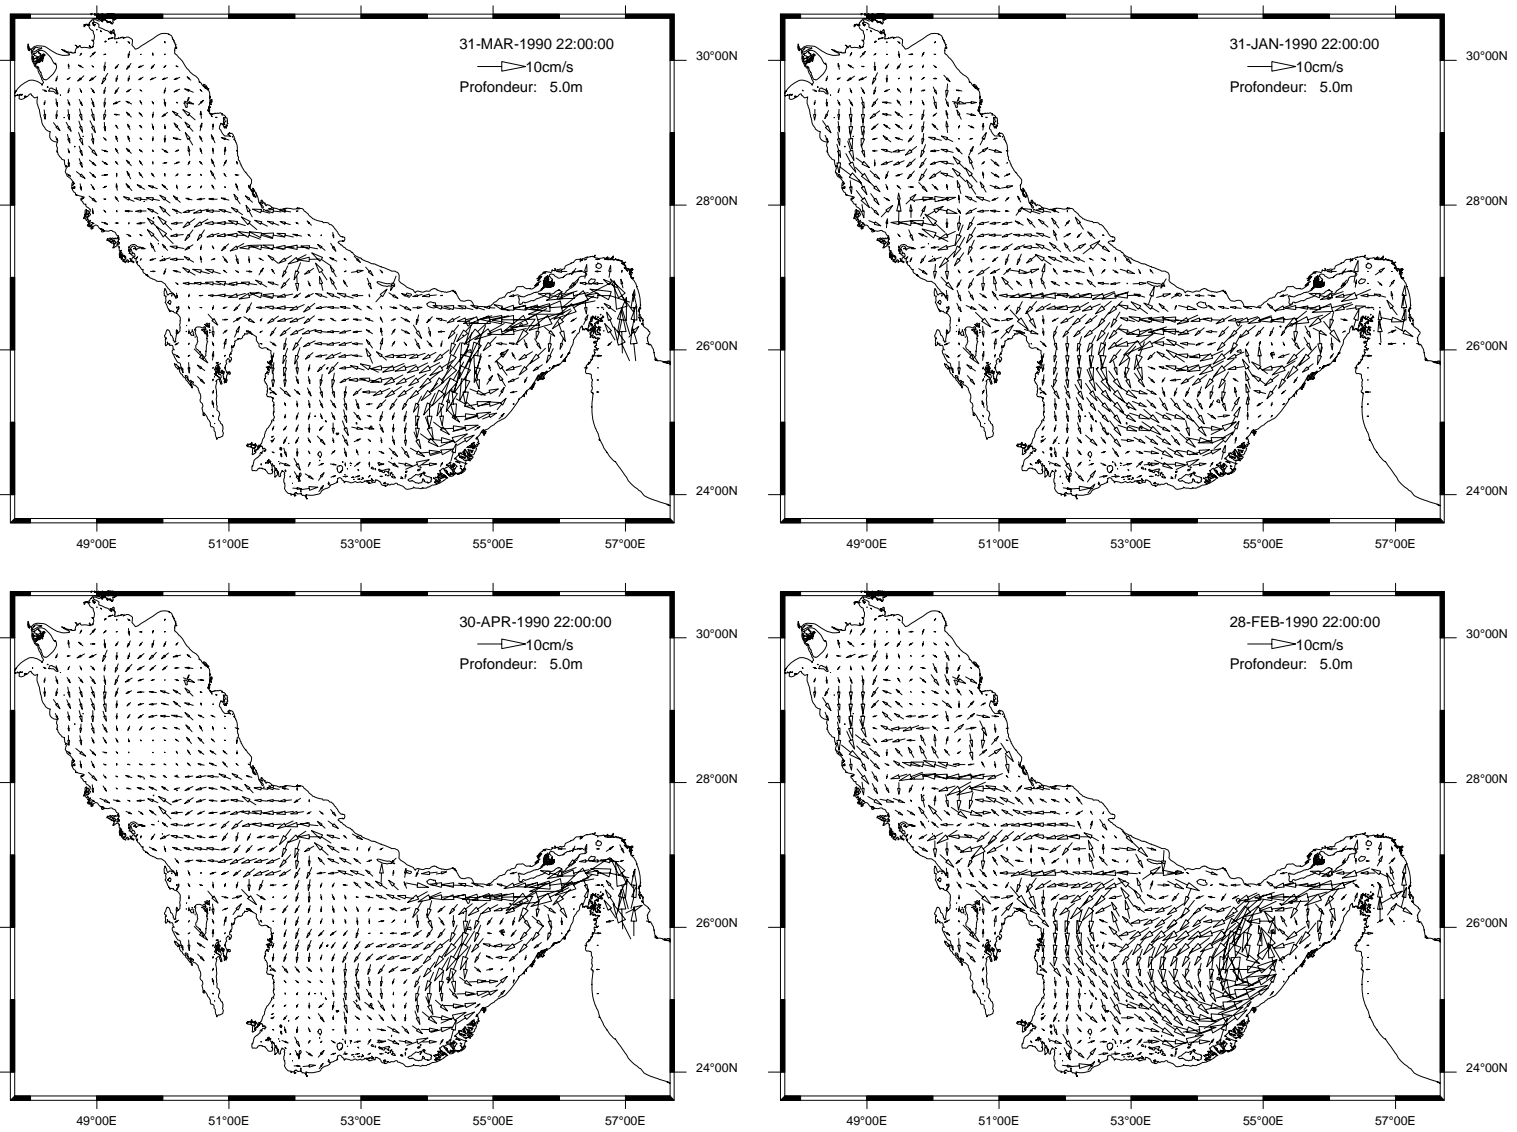 31-MAR-1990 22:00:00
10cm/s
Profondeur: 5.0m
30°00N
28°00N
26°00N
24°00N
49°00E 51°00E 53°00E 55°00E 57°00E
31-JAN-1990 22:00:00
10cm/s
Profondeur: 5.0m
30°00N
28°00N
26°00N
24°00N
49°00E 51°00E 53°00E 55°00E 57°00E
30-APR-1990 22:00:00
10cm/s
Profondeur: 5.0m
30°00N
28°00N
26°00N
24°00N
49°00E 51°00E 53°00E 55°00E 57°00E
28-FEB-1990 22:00:00
10cm/s
Profondeur: 5.0m
30°00N
28°00N
26°00N
24°00N
49°00E 51°00E 53°00E 55°00E 57°00E